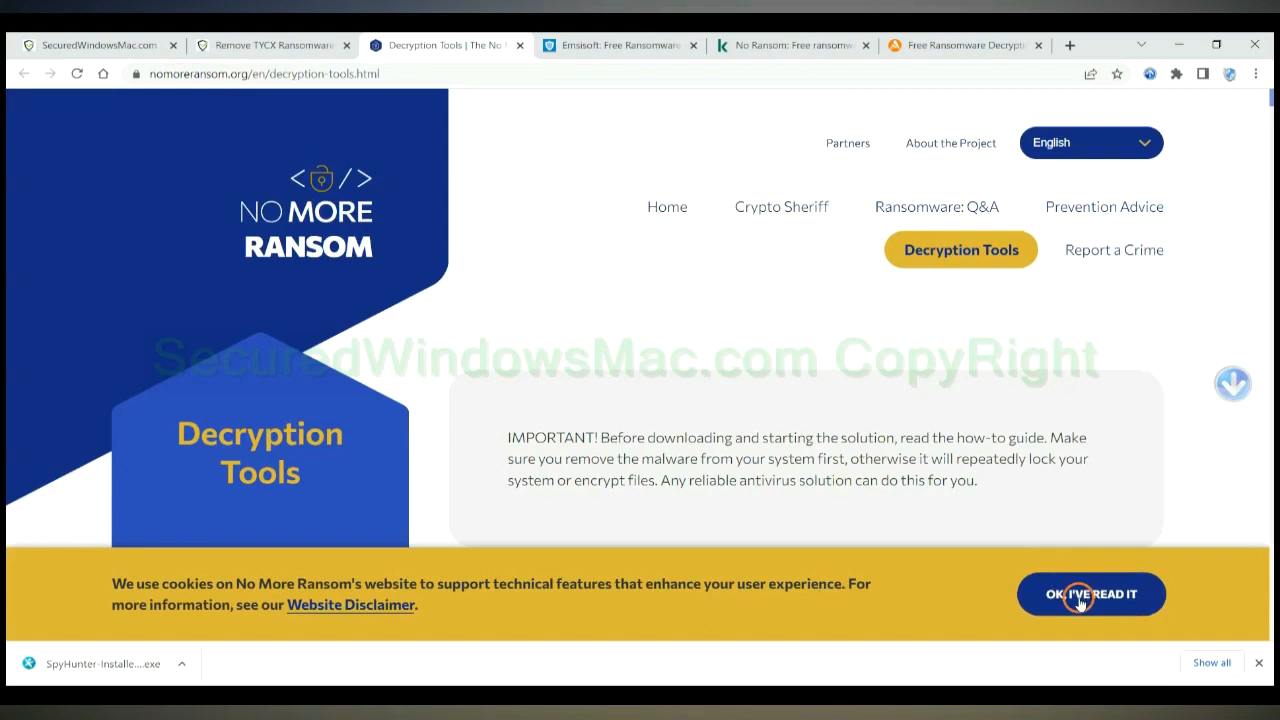 SecuredWindowsMac.com
Remove TYCX Ransomware
Decryption Tools | The No
Emsisoft: Free Ransomware
No Ransom: Free ransomw
Free Ransomware Decrypt
nomoreransom.org/en/decryption-tools.html
Partners
About the Project
English
NO MORE
RANSOM
Home
Crypto Sheriff
Ransomware: Q&A
Prevention Advice
Decryption Tools
Report a Crime
SecuredWindowsMac.com CopyRight
Decryption
Tools
IMPORTANT! Before downloading and starting the solution, read the how-to guide. Make
sure you remove the malware from your system first, otherwise it will repeatedly lock your
system or encrypt files. Any reliable antivirus solution can do this for you.
We use cookies on No More Ransom's website to support technical features that enhance your user experience. For
more information, see our Website Disclaimer.
OK, I'VE READ IT
SpyHunter-Installe....exe
Show all